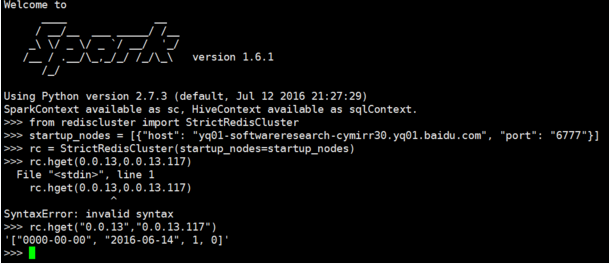 Welcome to
      ____              __
     / __/__  ___ _____/ /__
    _\ \/ _ \/ _ `/ __/  '_/
   /__ / .__/\_,_/_/ /_/\_\   version 1.6.1
      /_/
Using Python version 2.7.3 (default, Jul 12 2016 21:27:29)
SparkContext available as sc, HiveContext available as sqlContext.
>>> from rediscluster import StrictRedisCluster
>>> startup_nodes = [{"host": "yq01-softwareresearch-cymirr30.yq01.baidu.com", "port": "6777"}]
>>> rc = StrictRedisCluster(startup_nodes=startup_nodes)
>>> rc.hget(0.0.13,0.0.13.117)
  File "<stdin>", line 1
    rc.hget(0.0.13,0.0.13.117)
                ^
SyntaxError: invalid syntax
>>> rc.hget("0.0.13","0.0.13.117")
'["0000-00-00", "2016-06-14", 1, 0]'
>>>